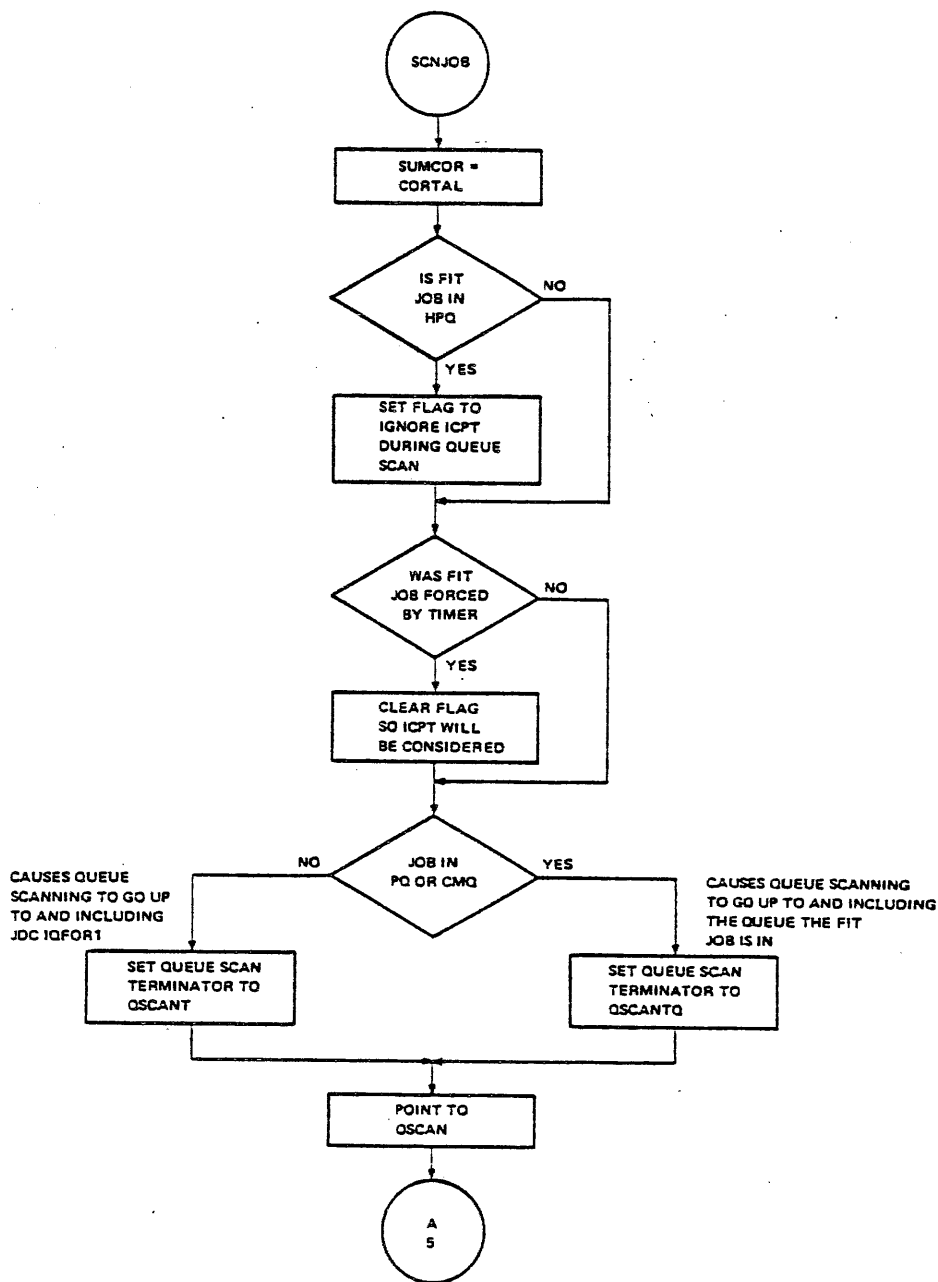 SCNJOB
SUMCOR =
CORTAL
IS FIT
JOB IN
HPQ
NO
YES
SET FLAG TO
IGNORE ICPT
DURING QUEUE
SCAN
WAS FIT
JOB FORCED
BY TIMER
NO
YES
CLEAR FLAG
SO ICPT WILL
BE CONSIDERED
JOB IN
PQ OR CMQ
NO
YES
CAUSES QUEUE
SCANNING TO GO UP
TO AND INCLUDING
JDC IQFOR1
CAUSES QUEUE SCANNING
TO GO UP TO AND INCLUDING
THE QUEUE THE FIT
JOB IS IN
SET QUEUE SCAN
TERMINATOR TO
QSCANT
SET QUEUE SCAN
TERMINATOR TO
QSCANTQ
POINT TO
QSCAN
A
5